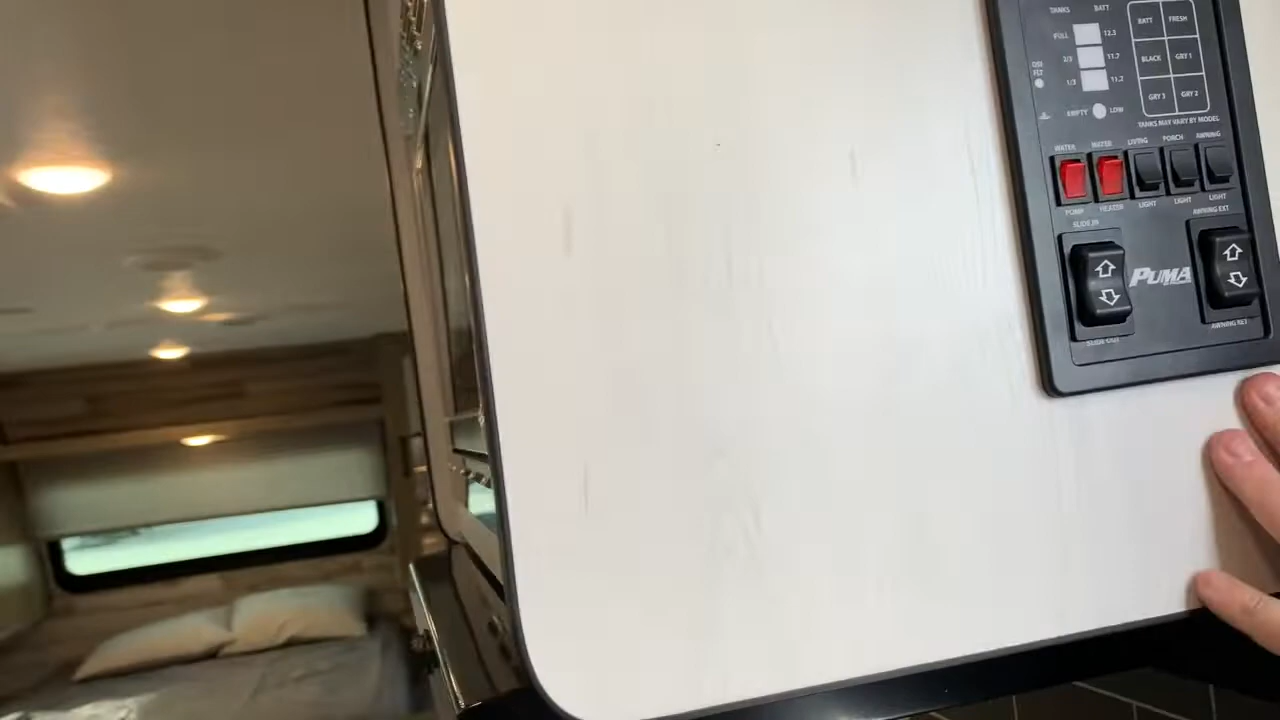 TANKS BATT
FULL 12.3
2/3 11.7
1/3 11.2
EMPTY LOW
BATT FRESH
BLACK GRY 1
GRY 3 GRY 2
TANKS MAY VARY BY MODEL
WATER WATER LIVING PORCH AWNING
PUMP HEATER LIGHT LIGHT LIGHT
SLIDE IN AWNING EXT
PUMA
SLIDE OUT AWNING RET